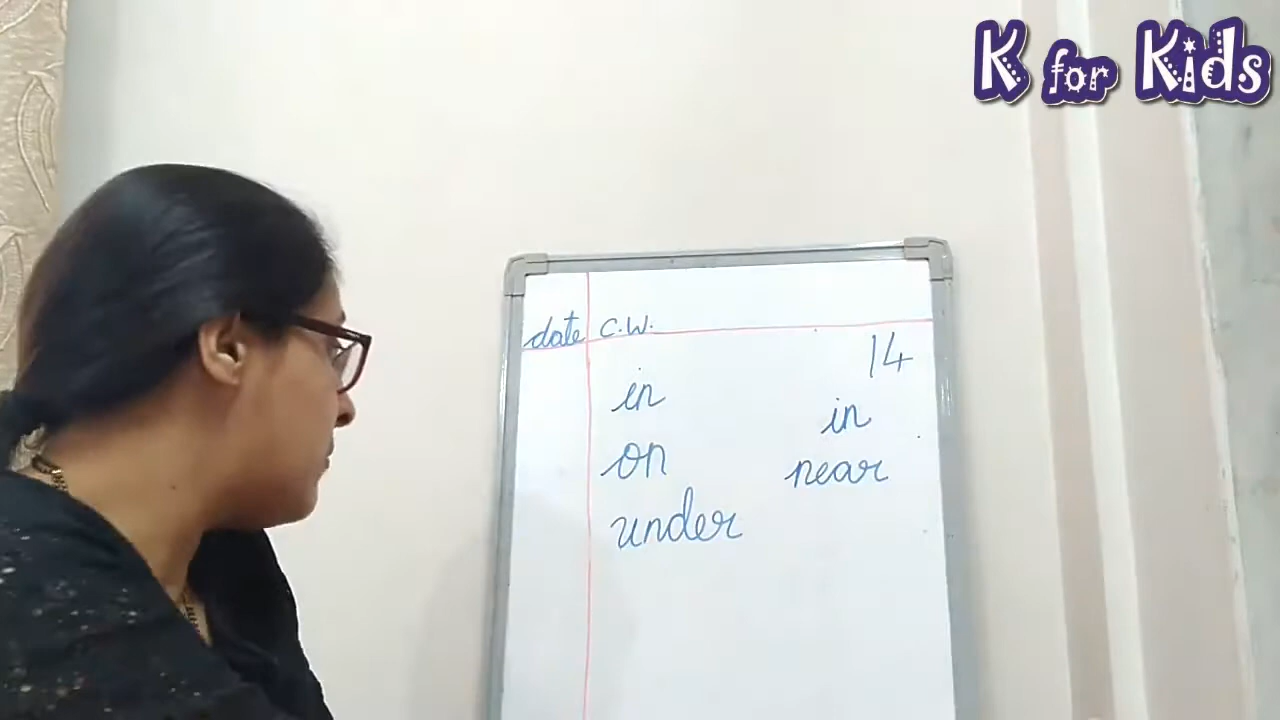 K for Kids
date C.W.
14
in in
on near
under